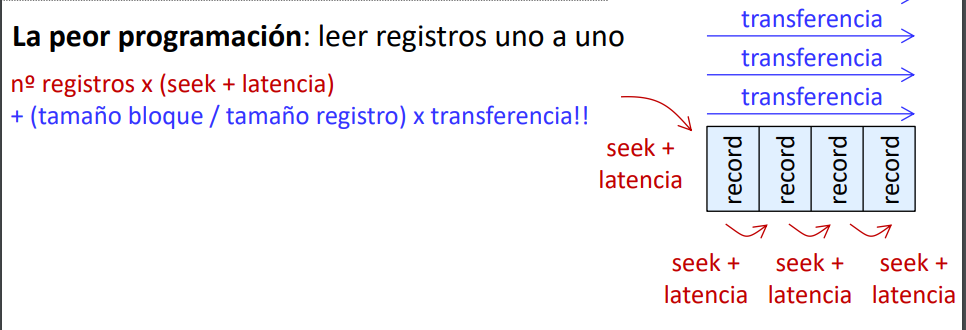 La peor programación: leer registros uno a uno
nº registros x (seek + latencia)
+ (tamaño bloque / tamaño registro) x transferencia!!
transferencia
transferencia
transferencia
seek +
latencia
record
record
record
record
seek +
latencia
seek +
latencia
seek +
latencia